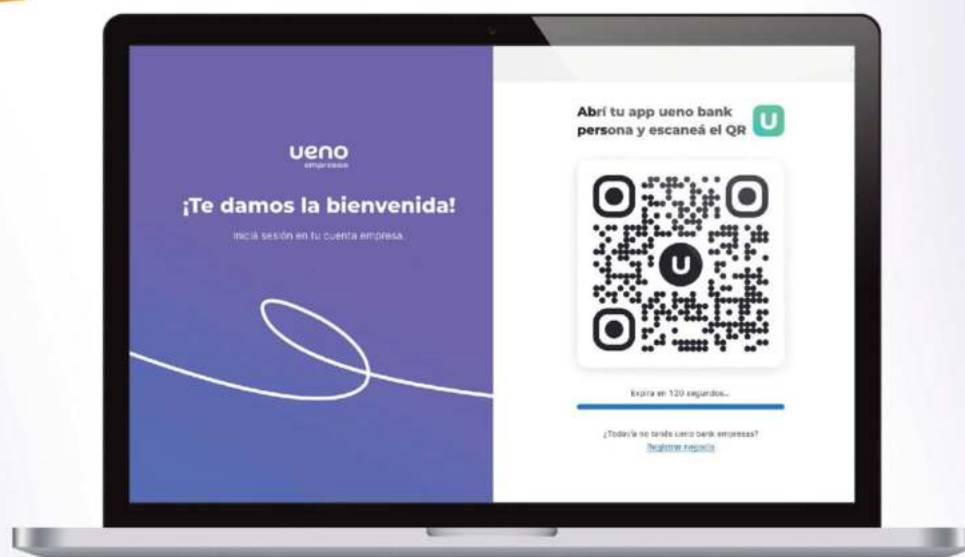 ueno
empresas
¡Te damos la bienvenida!
Iniciá sesión en tu cuenta empresa.
Abrí tu app ueno bank
persona y escaneá el QR
U
U
Expira en 120 segundos...
¿Todavía no tenés ueno bank empresas?
Registrar negocio